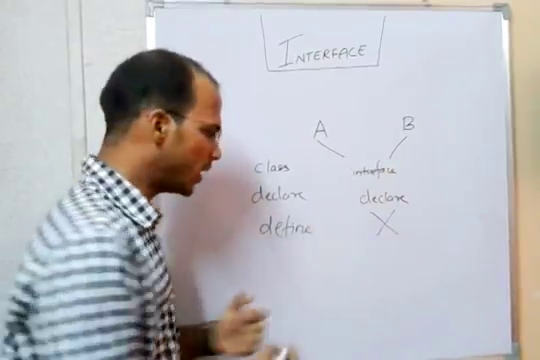 INTERFACE
A B
class interface
declare declare
define X